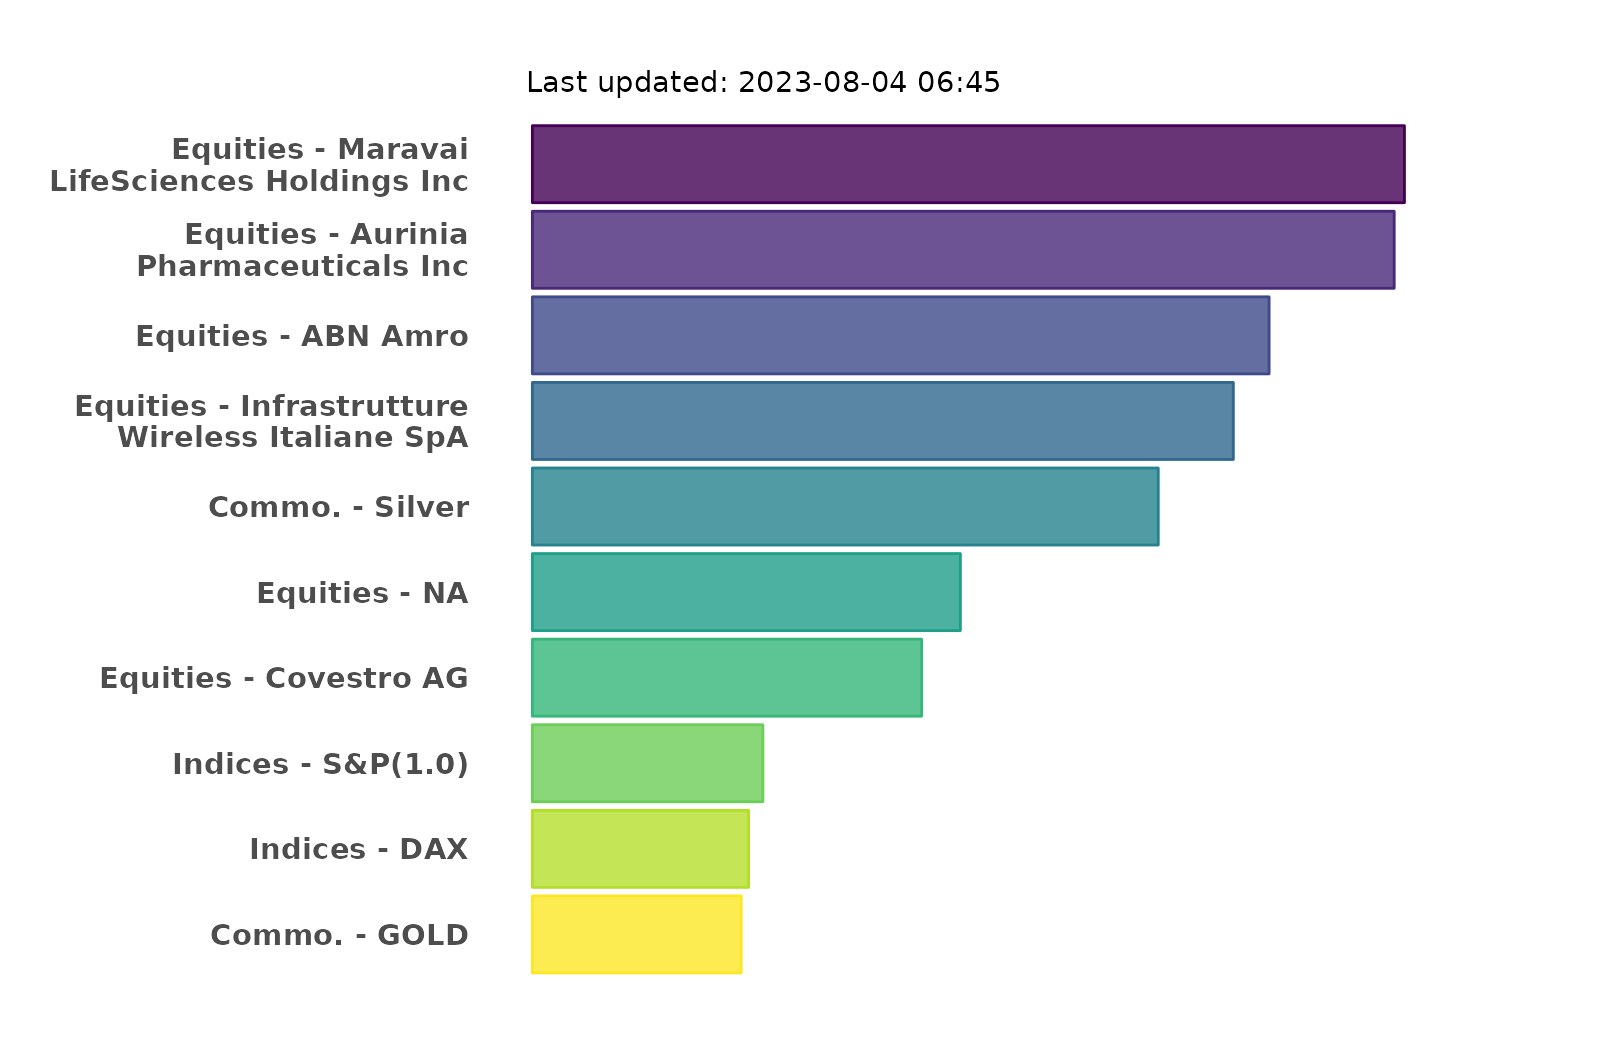 Last updated: 2023-08-04 06:45
Equities - Maravai
LifeSciences Holdings Inc
Equities - Aurinia
Pharmaceuticals Inc
Equities - ABN Amro
Equities - Infrastrutture
Wireless Italiane SpA
Commo. - Silver
Equities - NA
Equities - Covestro AG
Indices - S&P(1.0)
Indices - DAX
Commo. - GOLD